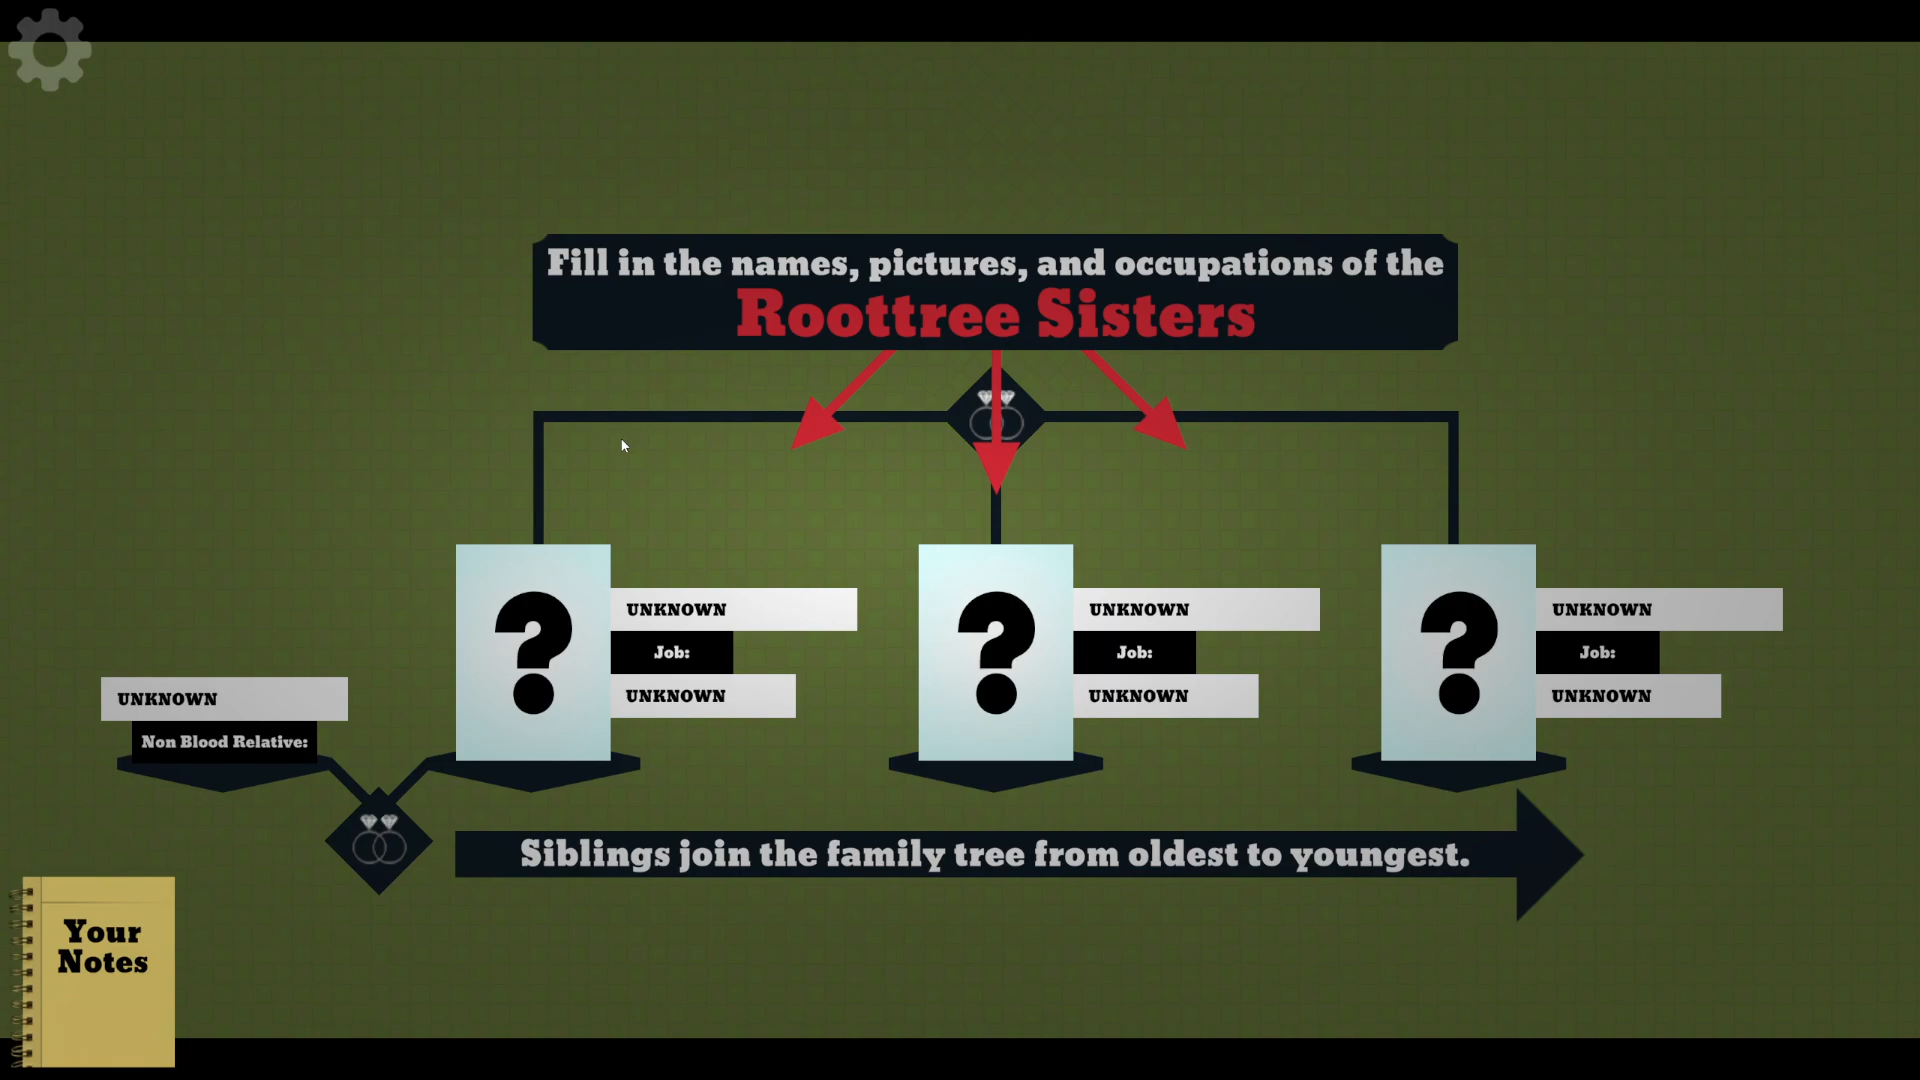 Fill in the names, pictures, and occupations of the
Roottree Sisters
UNKNOWN
Job:
UNKNOWN
UNKNOWN
Job:
UNKNOWN
UNKNOWN
Job:
UNKNOWN
UNKNOWN
Non Blood Relative:
Siblings join the family tree from oldest to youngest.
Your
Notes